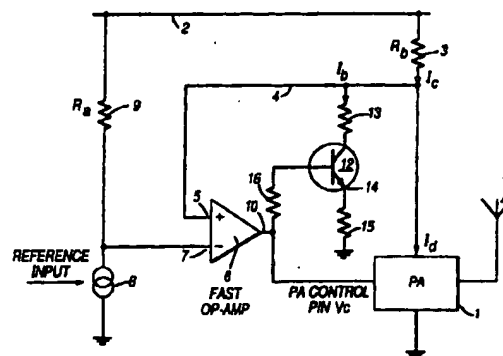 2
R_b
3
I_b
I_c
4
R_a
9
13
12
14
16
5
+
10
15
7
-
6
I_d
REFERENCE
INPUT
8
FAST
OP-AMP
PA CONTROL
PIN Vc
PA
1